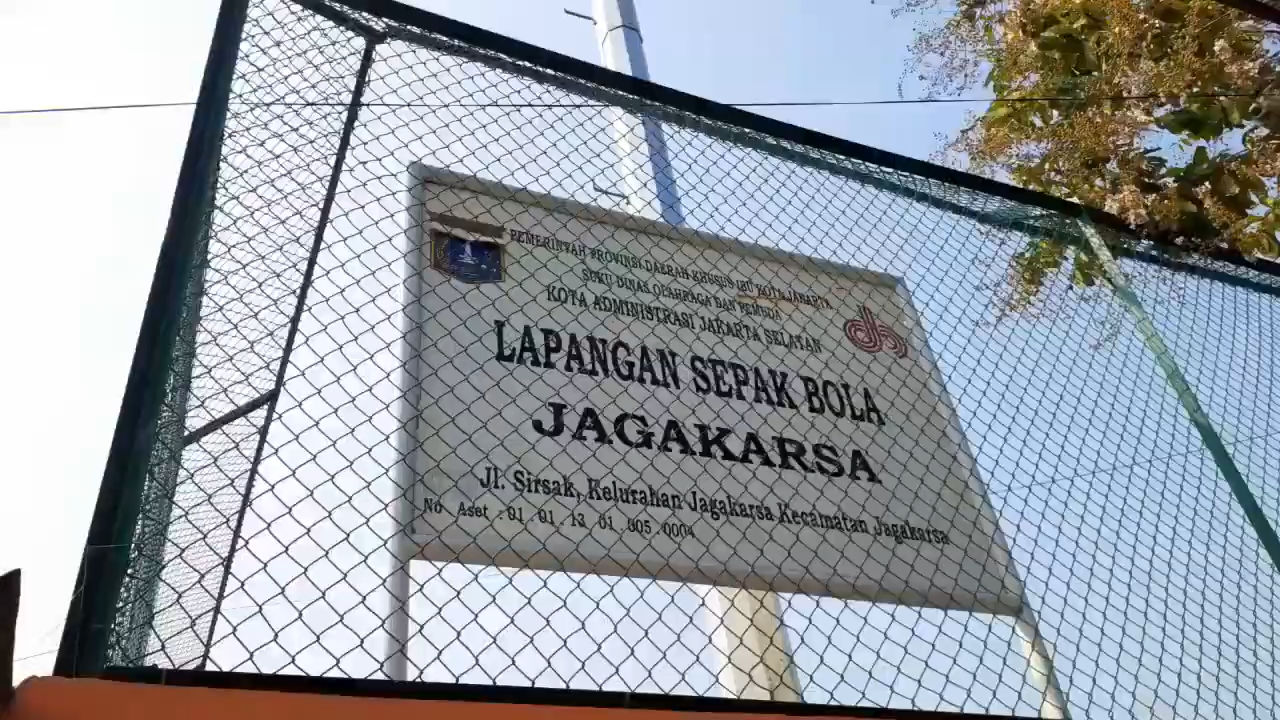 PEMERINTAH PROVINSI DAERAH KHUSUS IBU KOTA JAKARTA
SUKU DINAS OLAHRAGA DAN PEMUDA
KOTA ADMINISTRASI JAKARTA SELATAN
LAPANGAN SEPAK BOLA
JAGAKARSA
Jl. Sirsak, Kelurahan Jagakarsa Kecamatan Jagakarsa
No Aset : 01 . 01 . 13 . 01 . 005 . 0004